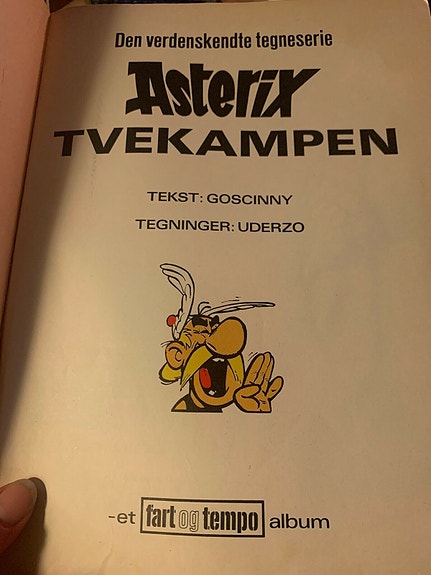 Den verdenskendte tegneserie
Asterix
TVEKAMPEN
TEKST: GOSCINNY
TEGNINGER: UDERZO
-et fart og tempo album